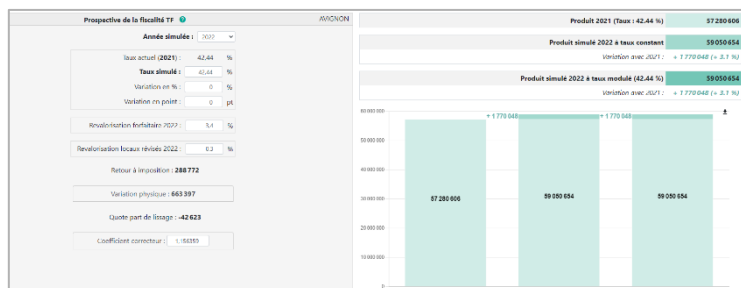 Prospective de la fiscalité TF
AVIGNON
Année simulée : 2022
Taux actuel (2021) : 42,44 %
Taux simulé : 42,44 %
Variation en % : 0 %
Variation en point : 0 pt
Revalorisation forfaitaire 2022 : 3,4 %
Revalorisation locaux révisés 2022 : 0,3 %
Retour à imposition : 288 772
Variation physique : 663 397
Quote part de lissage : -42 623
Coefficient correcteur :
Produit 2021 (Taux : 42.44 %) 57 280 606
Produit simulé 2022 à taux constant 59 050 654
Variation avec 2021 : + 1 770 048 (+ 3.1 %)
Produit simulé 2022 à taux modulé (42.44 %) 59 050 654
Variation avec 2021 : + 1 770 048 (+ 3.1 %)
60 000 000
+ 1 770 048
+ 1 770 048
50 000 000
40 000 000
30 000 000
57 280 606
59 050 654
59 050 654
20 000 000
10 000 000
0